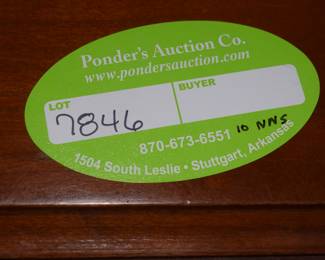 Ponder's Auction Co.
www.pondersauction.com
LOT
7846
BUYER
870-673-6551
10 NNS
1504 South Leslie • Stuttgart, Arkansas